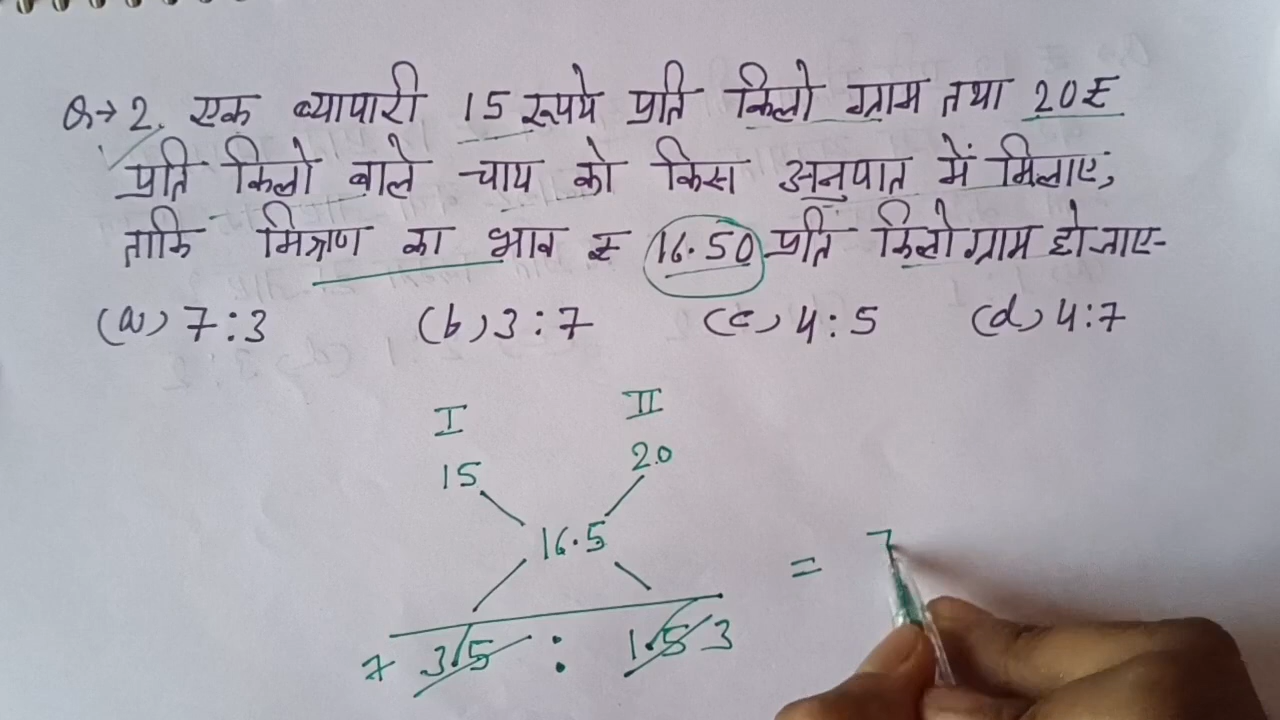 Q→2. एक व्यापारी 15 रूपये प्रति किलो ग्राम तथा 20₹
प्रति किलो वाले चाय को किस अनुपात में मिलाए,
ताकि मिश्रण का भाव ₹ 16.50 प्रति किलोग्राम हो जाए-
(a) 7:3 (b) 3:7 (c) 4:5 (d) 4:7
I II
15 20
16.5
= 7
7 3.5 : 1.5 3